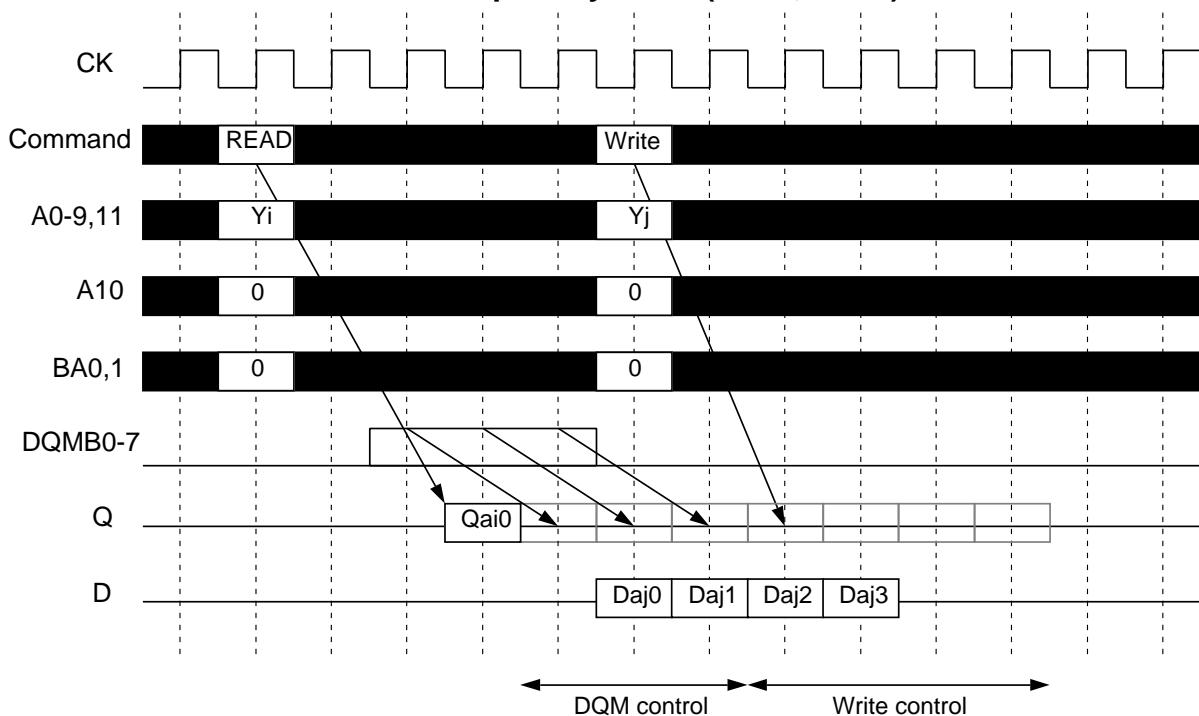 CK
Command READ Write
A0-9,11 Yi Yj
A10 0 0
BA0,1 0 0
DQMB0-7
Q Qai0
D Daj0 Daj1 Daj2 Daj3
DQM control Write control